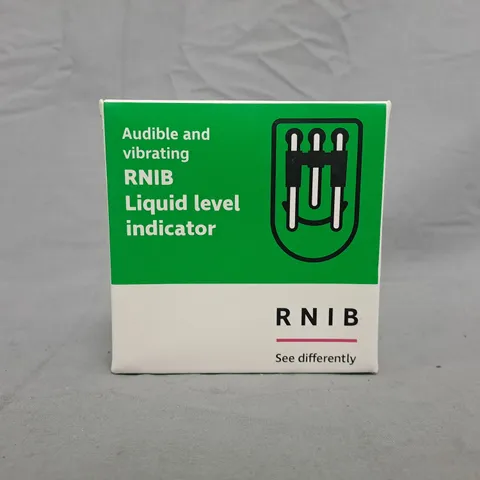 Audible and
vibrating
RNIB
Liquid level
indicator
RNIB
See differently